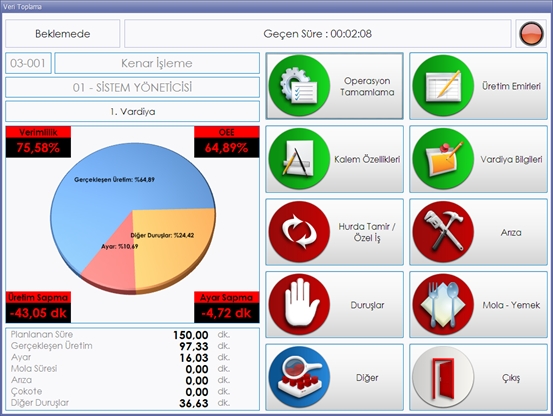 Veri Toplama
Beklemede
Geçen Süre : 00:02:08
03-001
Kenar İşleme
01 - SİSTEM YÖNETİCİSİ
1. Vardiya
Verimlilik
75,58%
OEE
64,89%
Gerçekleşen Üretim: %64,89
Diğer Duruşlar: %24,42
Ayar: %10,69
Üretim Sapma
-43,05 dk
Ayar Sapma
-4,72 dk
Planlanan Süre 150,00 dk.
Gerçekleşen Üretim 97,33 dk.
Ayar 16,03 dk.
Mola Süresi 0,00 dk.
Arıza 0,00 dk.
Çokote 0,00 dk.
Diğer Duruşlar 36,63 dk.
Operasyon
Tamamlama
Üretim Emirleri
Kalem Özellikleri
Vardiya Bilgileri
Hurda Tamir /
Özel İş
Arıza
Duruşlar
Mola - Yemek
Diğer
Çıkış